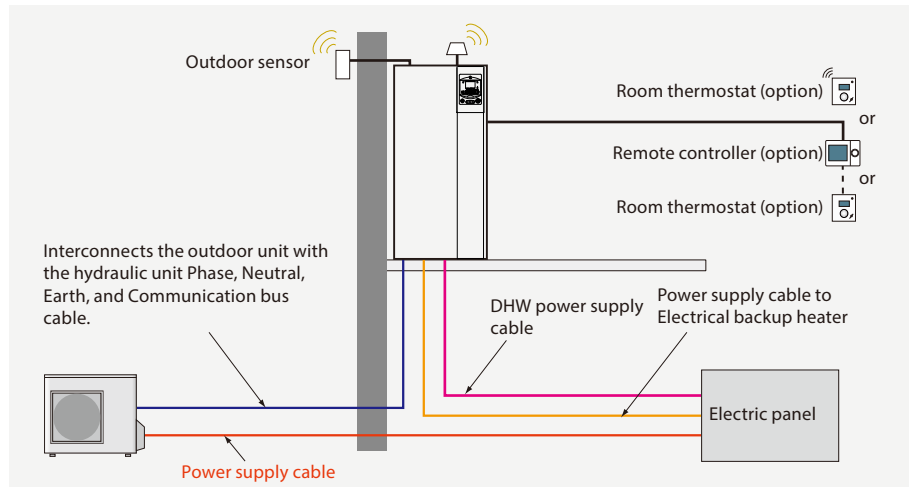 Outdoor sensor
Room thermostat (option)
or
Remote controller (option)
or
Room thermostat (option)
Interconnects the outdoor unit with
the hydraulic unit Phase, Neutral,
Earth, and Communication bus
cable.
DHW power supply
cable
Power supply cable to
Electrical backup heater
Electric panel
Power supply cable